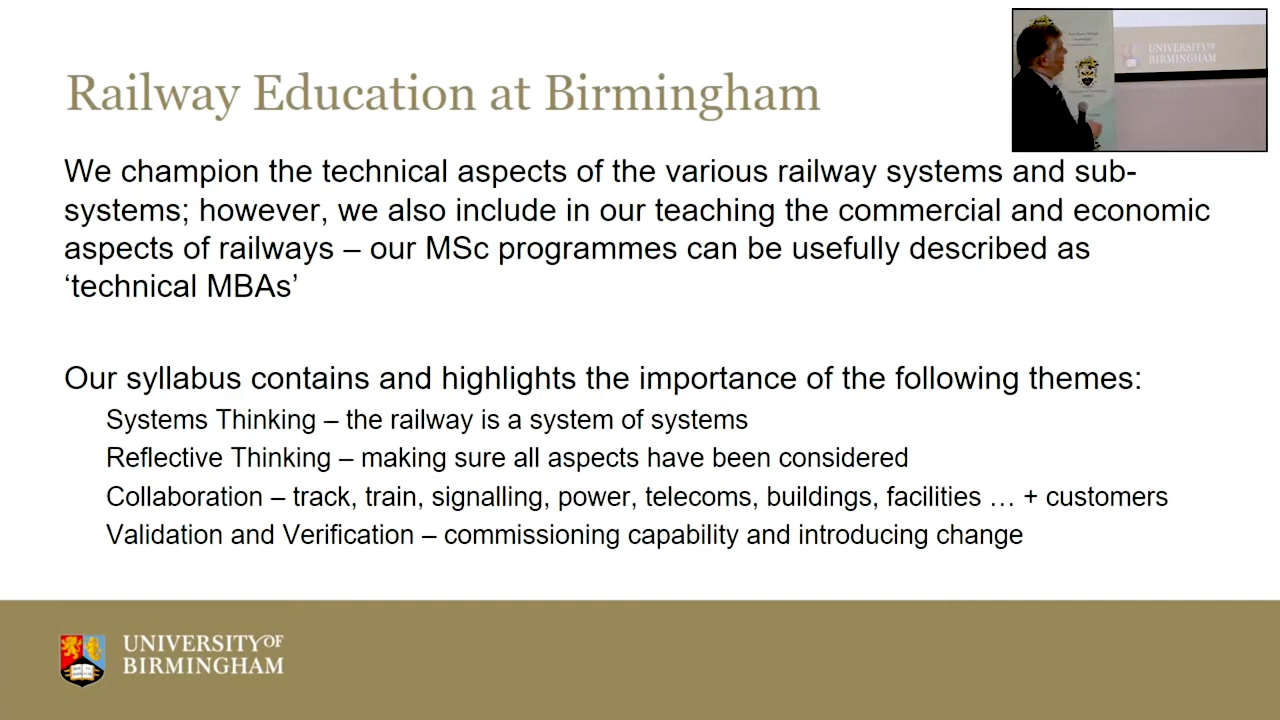 Railway Education at Birmingham
We champion the technical aspects of the various railway systems and sub-
systems; however, we also include in our teaching the commercial and economic
aspects of railways – our MSc programmes can be usefully described as
‘technical MBAs’
Our syllabus contains and highlights the importance of the following themes:
Systems Thinking – the railway is a system of systems
Reflective Thinking – making sure all aspects have been considered
Collaboration – track, train, signalling, power, telecoms, buildings, facilities … + customers
Validation and Verification – commissioning capability and introducing change
UNIVERSITY OF
BIRMINGHAM
UNIVERSITY OF
BIRMINGHAM